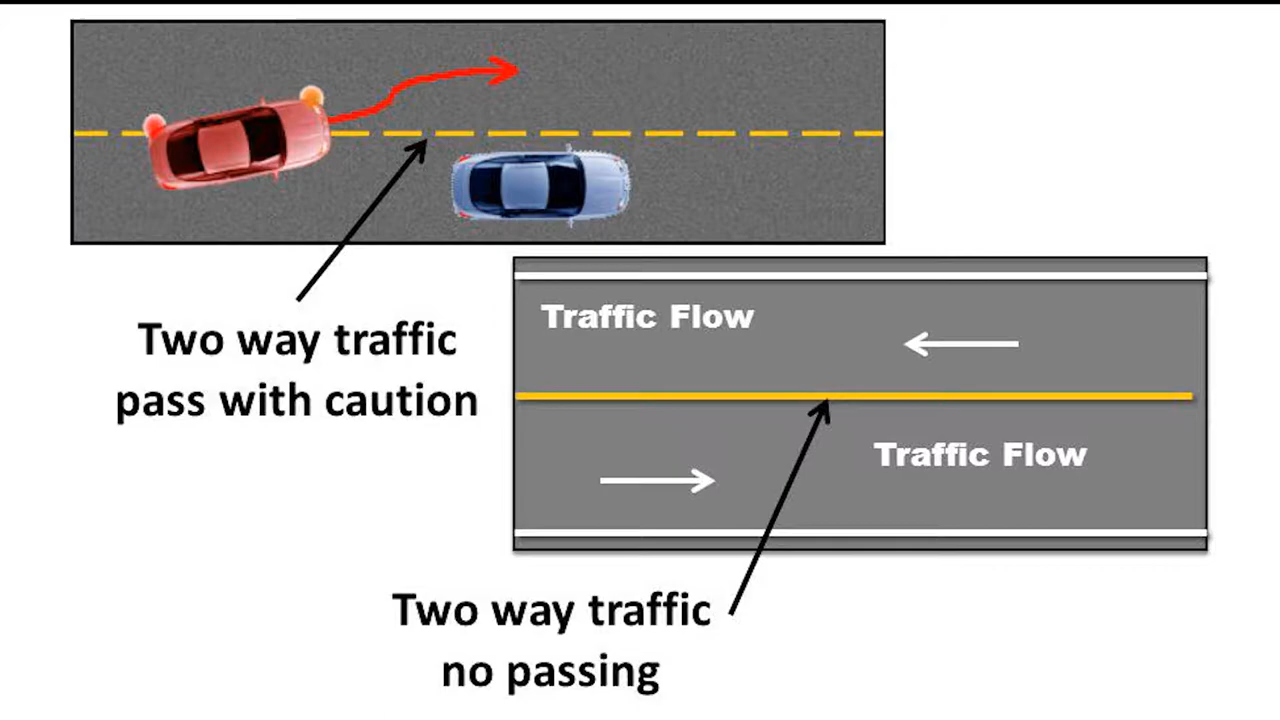 Two way traffic
pass with caution
Traffic Flow
Traffic Flow
Two way traffic
no passing